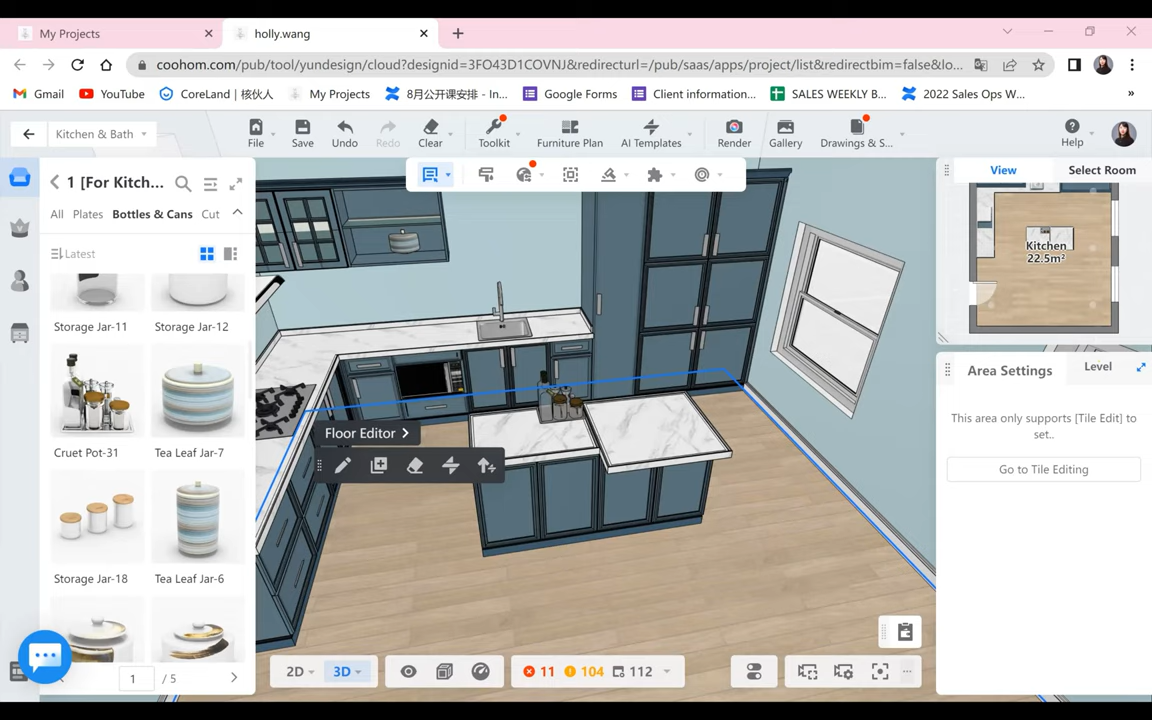 My Projects
holly.wang
coohom.com/pub/tool/yundesign/cloud?designid=3FO43D1COVNJ&redirecturl=/pub/saas/apps/project/list&redirectbim=false&lo...
Gmail
YouTube
CoreLand | 核伙人
My Projects
8月公开课安排 - In...
Google Forms
Client informationa...
SALES WEEKLY B...
2022 Sales Ops W...
»
Kitchen & Bath
File
Save
Undo
Redo
Clear
Toolkit
Furniture Plan
AI Templates
Render
Gallery
Drawings & S...
Help
1 [For Kitch...
All Plates Bottles & Cans Cut
Latest
Storage Jar-11
Storage Jar-12
Cruet Pot-31
Tea Leaf Jar-7
Storage Jar-18
Tea Leaf Jar-6
1 / 5
Floor Editor
2D
3D
11
104
112
View
Select Room
Kitchen
22.5m²
Area Settings
Level
This area only supports [Tile Edit] to
set..
Go to Tile Editing